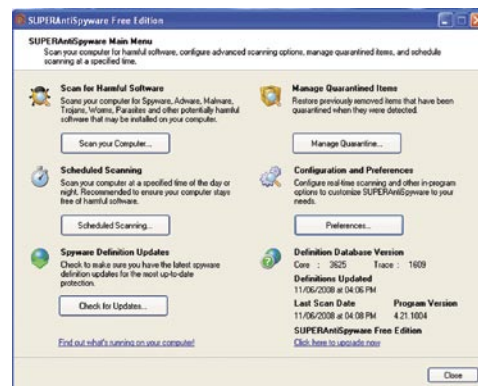 SUPERAntiSpyware Free Edition
SUPERAntiSpyware Main Menu
Scan your computer for harmful software, configure advanced scanning options, manage quarantined items, and schedule
scanning at a specified time.
Scan for Harmful Software
Scans your computer for Spyware, Adware, Malware,
Trojans, Worms, Parasites and other potentially harmful
software that may be installed on your computer.
Scan your Computer...
Scheduled Scanning
Scan your computer at a specified time of the day or
night. Recommended to ensure your computer stays
free of harmful software.
Scheduled Scanning...
Spyware Definition Updates
Check to make sure you have the latest spyware
definition updates for the most up-to-date
protection.
Check for Updates...
Find out what's running on your computer!
Manage Quarantined Items
Restore previously removed items that have been
quarantined when they were detected.
Manage Quarantine...
Configuration and Preferences
Configure real-time scanning and other in-program
options to customize SUPERAntiSpyware to your
needs.
Preferences...
Definition Database Version
Core : 3625 Trace : 1609
Definitions Updated
11/06/2008 at 04:06 PM
Last Scan Date Program Version
11/06/2008 at 04:08 PM 4.21.1004
SUPERAntiSpyware Free Edition
Click here to upgrade now
Close